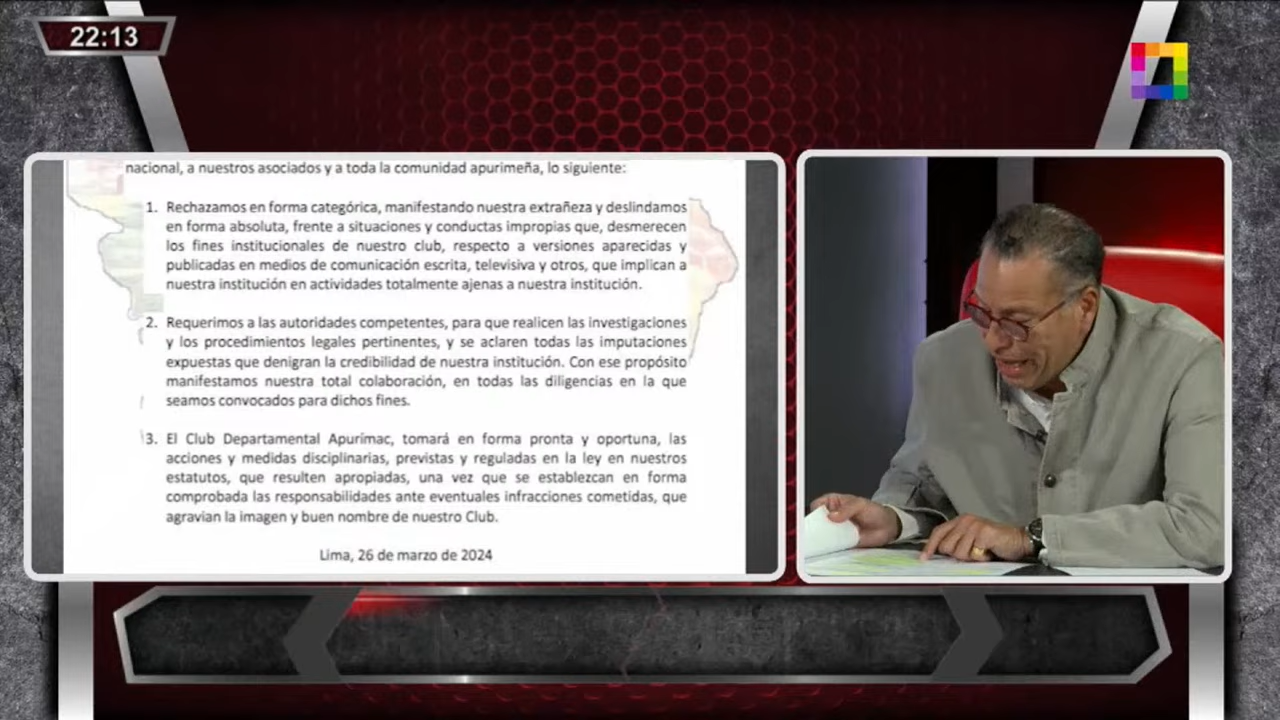 22:13
nacional, a nuestros asociados y a toda la comunidad apurimeña, lo siguiente:
1. Rechazamos en forma categórica, manifestando nuestra extrañeza y deslindamos
en forma absoluta, frente a situaciones y conductas impropias que, desmerecen
los fines institucionales de nuestro club, respecto a versiones aparecidas y
publicadas en medios de comunicación escrita, televisiva y otros, que implican a
nuestra institución en actividades totalmente ajenas a nuestra institución.
2. Requerimos a las autoridades competentes, para que realicen las investigaciones
y los procedimientos legales pertinentes, y se aclaren todas las imputaciones
expuestas que denigran la credibilidad de nuestra institución. Con ese propósito
manifestamos nuestra total colaboración, en todas las diligencias en la que
seamos convocados para dichos fines.
3. El Club Departamental Apurímac, tomará en forma pronta y oportuna, las
acciones y medidas disciplinarias, previstas y reguladas en la ley en nuestros
estatutos, que resulten apropiadas, una vez que se establezcan en forma
comprobada las responsabilidades ante eventuales infracciones cometidas, que
agravian la imagen y buen nombre de nuestro Club.
Lima, 26 de marzo de 2024